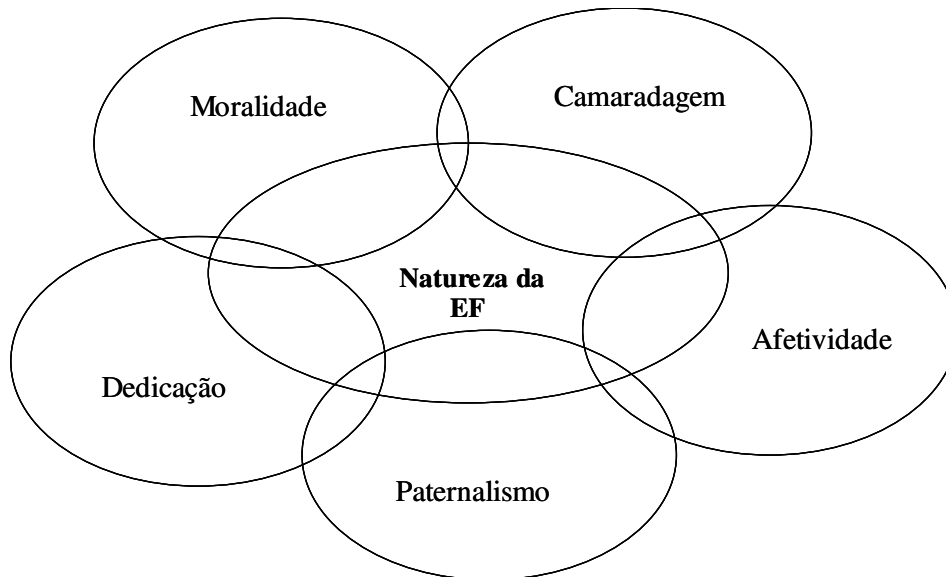 Moralidade
Camaradagem
Natureza da
EF
Afetividade
Dedicação
Paternalismo